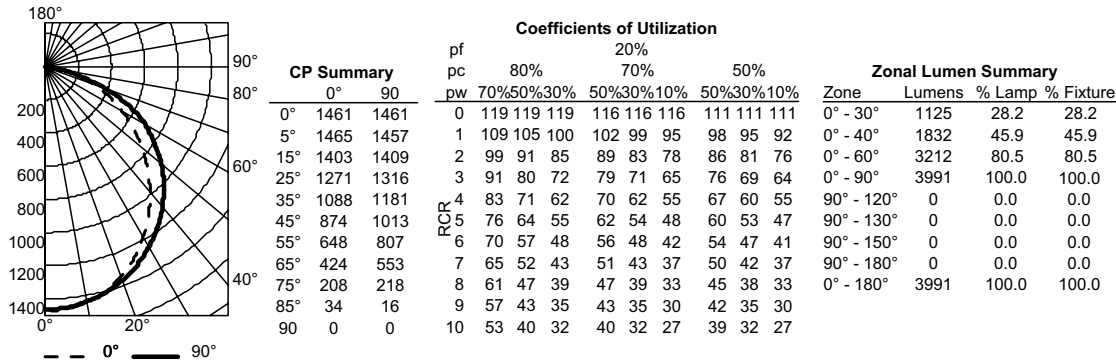 180°
90°
80°
60°
40°
200
400
600
800
1000
1200
1400
0° 20°
0° 90°
CP Summary
0° 90
0° 1461 1461
5° 1465 1457
15° 1403 1409
25° 1271 1316
35° 1088 1181
45° 874 1013
55° 648 807
65° 424 553
75° 208 218
85° 34 16
90 0 0
Coefficients of Utilization
pf 20%
pc 80% 70% 50%
pw 70%50%30% 50%30%10% 50%30%10%
0 119 119 119 116 116 116 111 111 111
1 109 105 100 102 99 95 98 95 92
2 99 91 85 89 83 78 86 81 76
3 91 80 72 79 71 65 76 69 64
4 83 71 62 70 62 55 67 60 55
RCR
5 76 64 55 62 54 48 60 53 47
6 70 57 48 56 48 42 54 47 41
7 65 52 43 51 43 37 50 42 37
8 61 47 39 47 39 33 45 38 33
9 57 43 35 43 35 30 42 35 30
10 53 40 32 40 32 27 39 32 27
Zonal Lumen Summary
Zone Lumens % Lamp % Fixture
0° - 30° 1125 28.2 28.2
0° - 40° 1832 45.9 45.9
0° - 60° 3212 80.5 80.5
0° - 90° 3991 100.0 100.0
90° - 120° 0 0.0 0.0
90° - 130° 0 0.0 0.0
90° - 150° 0 0.0 0.0
90° - 180° 0 0.0 0.0
0° - 180° 3991 100.0 100.0